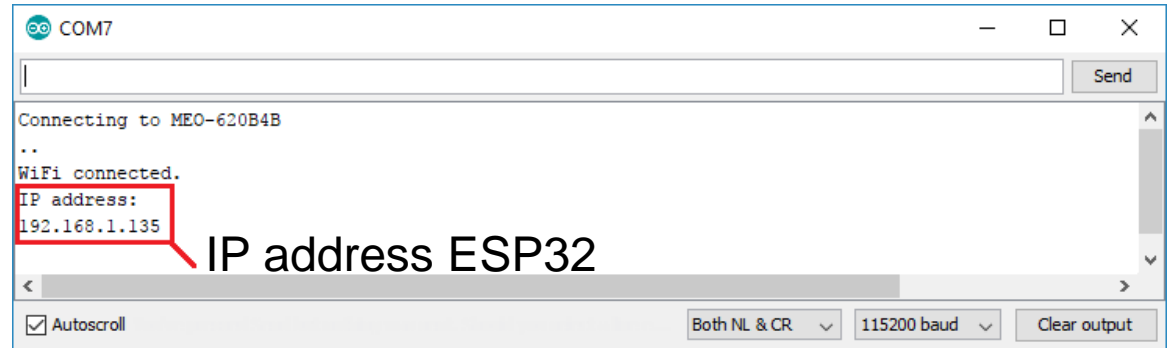 COM7
Send
Connecting to MEO-620B4B
..
WiFi connected.
IP address:
192.168.1.135
IP address ESP32
Autoscroll
Both NL & CR
115200 baud
Clear output